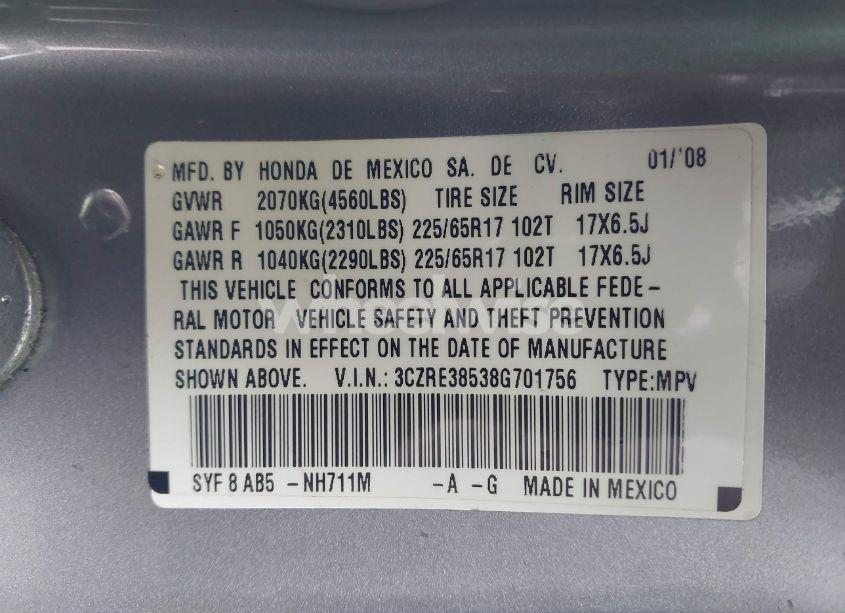 MFD. BY HONDA DE MEXICO SA. DE CV. 01/'08
GVWR 2070KG(4560LBS) TIRE SIZE RIM SIZE
GAWR F 1050KG(2310LBS) 225/65R17 102T 17X6.5J
GAWR R 1040KG(2290LBS) 225/65R17 102T 17X6.5J
THIS VEHICLE CONFORMS TO ALL APPLICABLE FEDE-
RAL MOTOR VEHICLE SAFETY AND THEFT PREVENTION
STANDARDS IN EFFECT ON THE DATE OF MANUFACTURE
SHOWN ABOVE. V.I.N.: 3CZRE38538G701756 TYPE:MPV
SYF 8 AB5 -NH711M -A -G MADE IN MEXICO